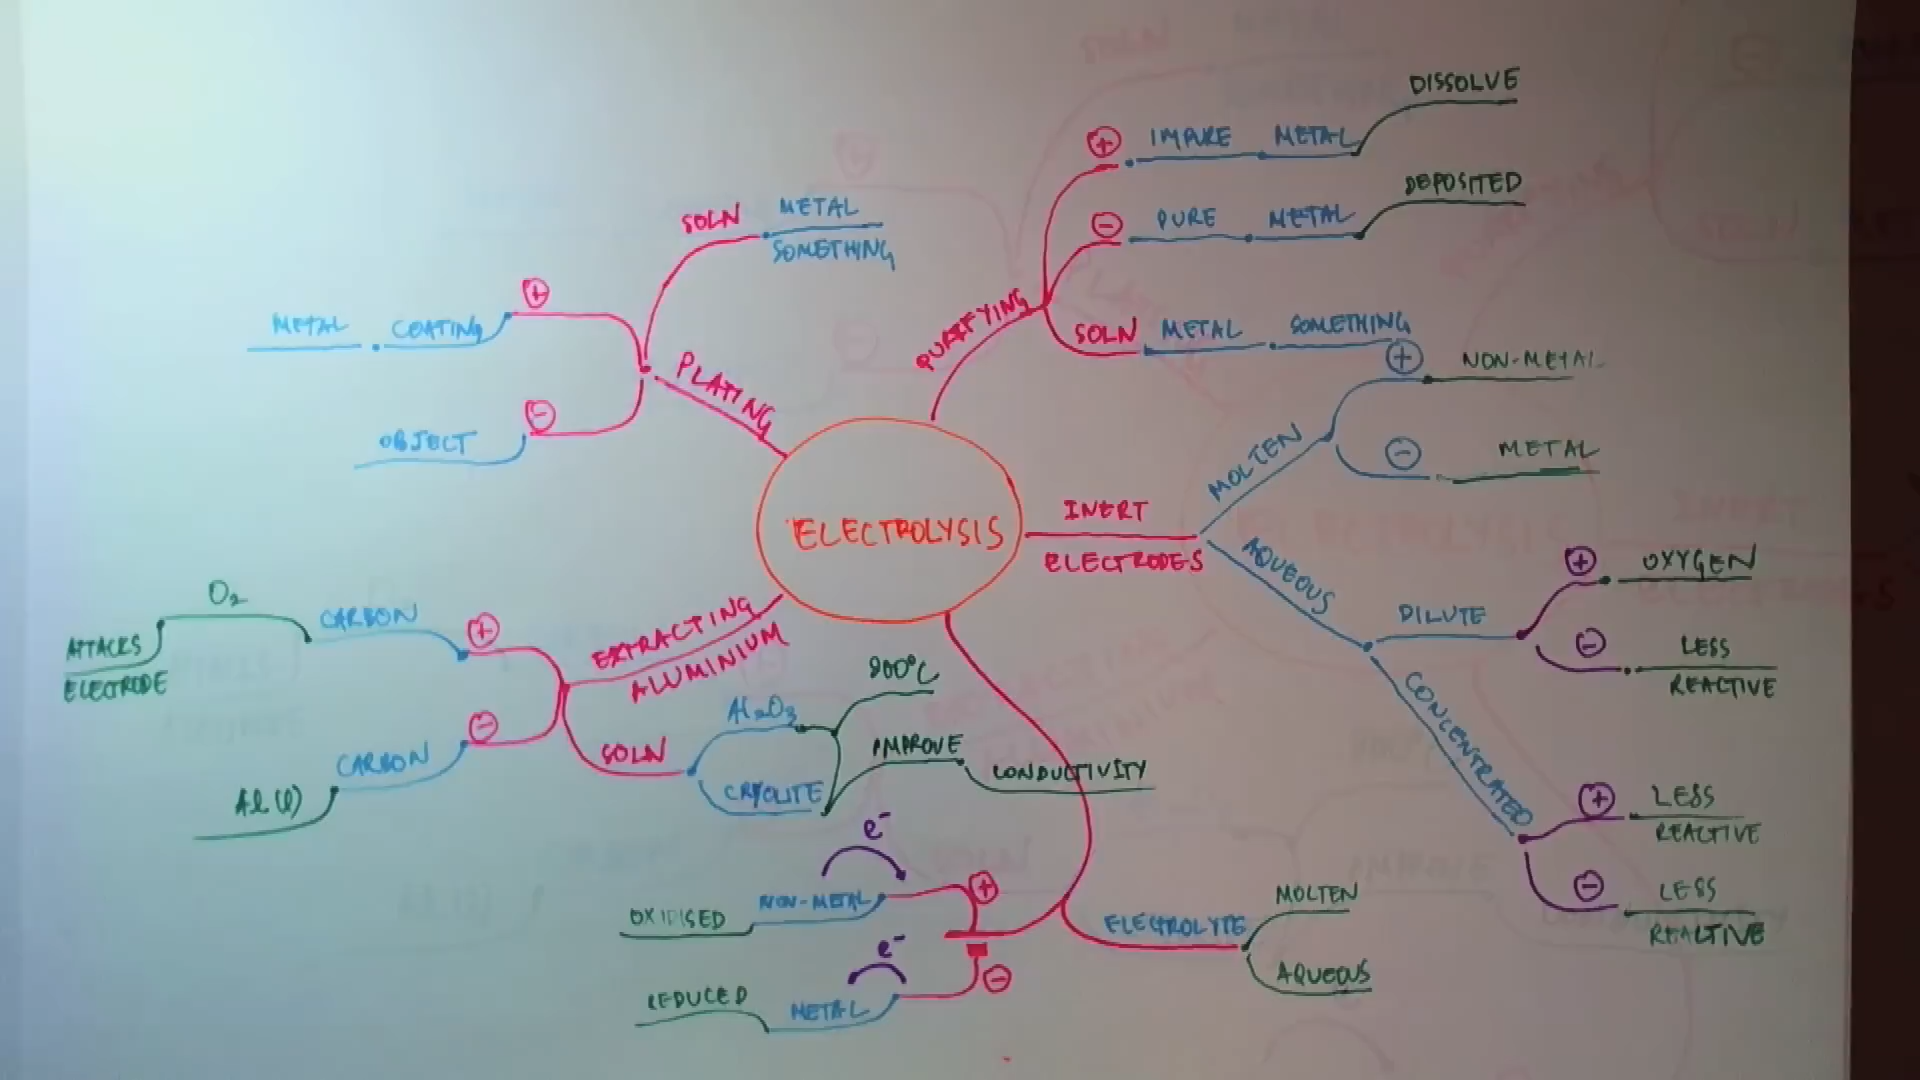 ELECTROLYSIS
PURIFYING
+
IMPURE METAL
DISSOLVE
-
PURE METAL
DEPOSITED
SOLN
METAL SOMETHING
INERT
ELECTRODES
MOLTEN
+
NON-METAL
-
METAL
AQUEOUS
DILUTE
+
OXYGEN
-
LESS
REACTIVE
CONCENTRATED
+
LESS
REACTIVE
-
LESS
REACTIVE
ELECTROLYTE
MOLTEN
AQUEOUS
+
NON-METAL
e-
OXIDISED
-
METAL
e-
REDUCED
EXTRACTING
ALUMINIUM
+
CARBON
O2
ATTACKS
ELECTRODE
-
CARBON
Al(l)
SOLN
Al2O3
CRYOLITE
900°C
IMPROVE
CONDUCTIVITY
PLATING
SOLN
METAL
SOMETHING
+
METAL COATING
-
OBJECT